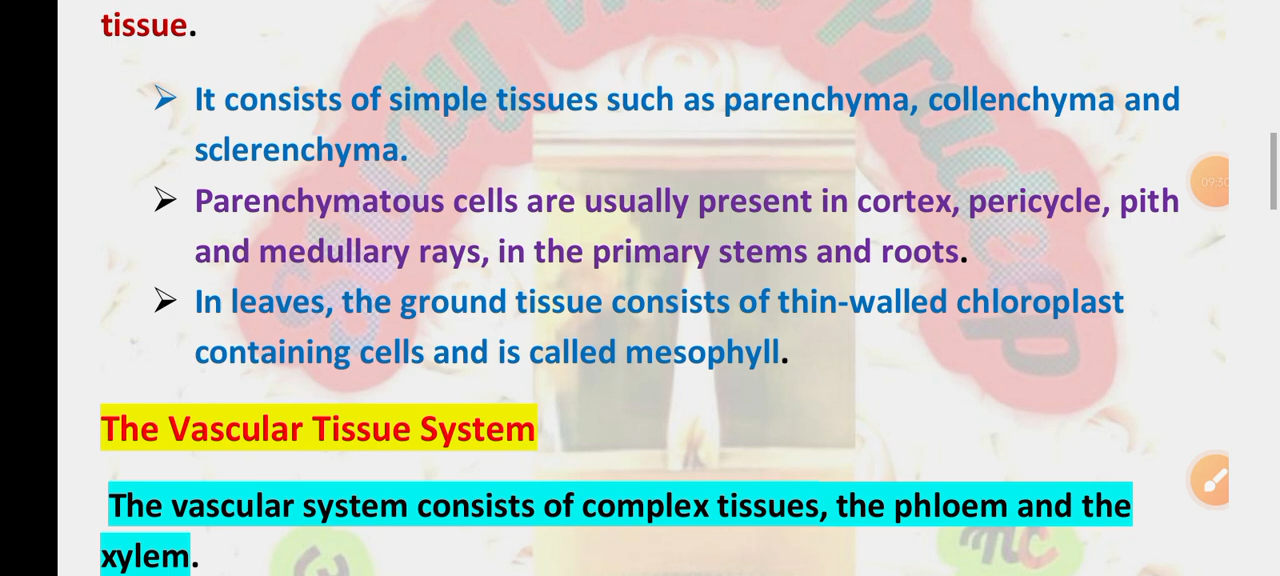 tissue.
➢ It consists of simple tissues such as parenchyma, collenchyma and
sclerenchyma.
➢ Parenchymatous cells are usually present in cortex, pericycle, pith
and medullary rays, in the primary stems and roots.
➢ In leaves, the ground tissue consists of thin-walled chloroplast
containing cells and is called mesophyll.
The Vascular Tissue System
The vascular system consists of complex tissues, the phloem and the
xylem.
09:30